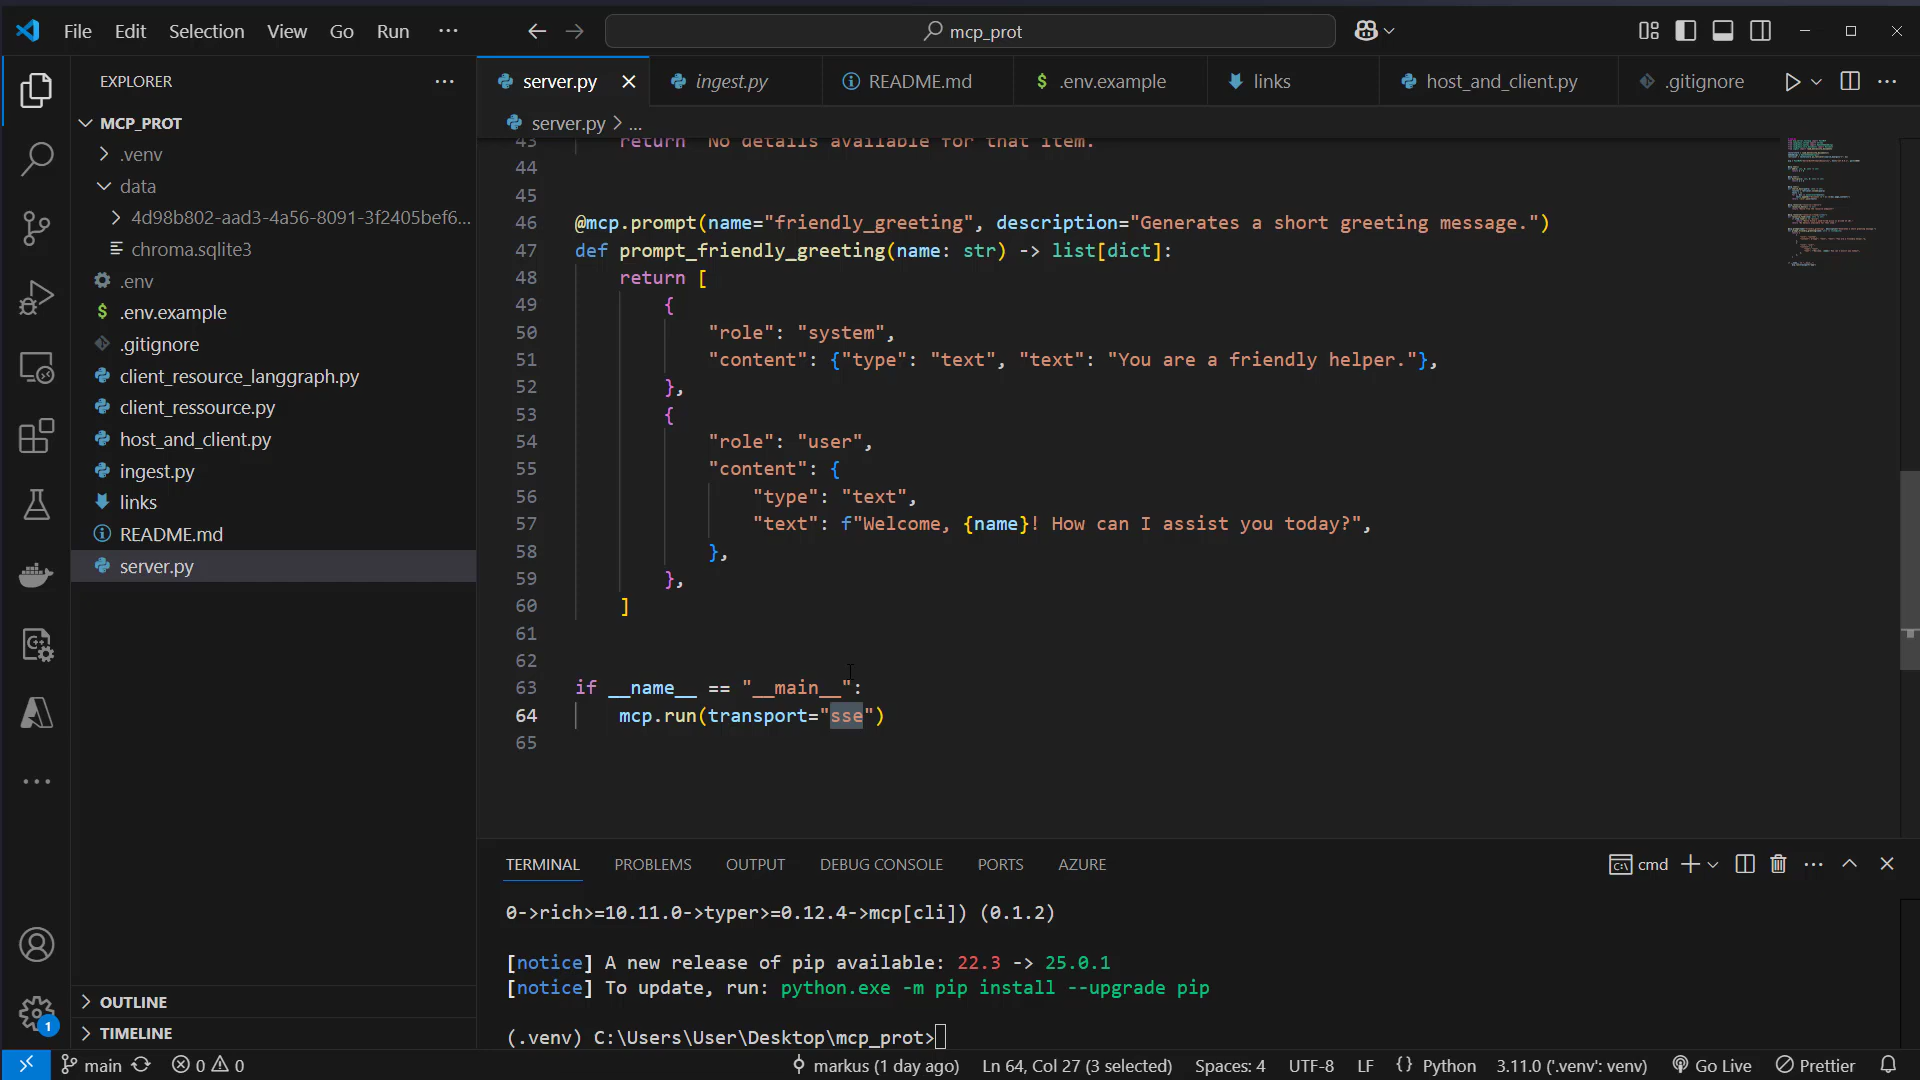 File Edit Selection View Go Run ··· mcp_prot
EXPLORER ···
MCP_PROT
.venv
data
4d98b802-aad3-4a56-8091-3f2405bef6...
chroma.sqlite3
.env
$ .env.example
.gitignore
client_resource_langgraph.py
client_ressource.py
host_and_client.py
ingest.py
links
README.md
server.py
OUTLINE
TIMELINE
server.py ingest.py README.md $ .env.example links host_and_client.py .gitignore ···
server.py > ...
43 return "No details available for that item."
44
45
46 @mcp.prompt(name="friendly_greeting", description="Generates a short greeting message.")
47 def prompt_friendly_greeting(name: str) -> list[dict]:
48 return [
49 {
50 "role": "system",
51 "content": {"type": "text", "text": "You are a friendly helper."},
52 },
53 {
54 "role": "user",
55 "content": {
56 "type": "text",
57 "text": f"Welcome, {name}! How can I assist you today?",
58 },
59 },
60 ]
61
62
63 if __name__ == "__main__":
64 mcp.run(transport="sse")
65
TERMINAL PROBLEMS OUTPUT DEBUG CONSOLE PORTS AZURE cmd ···
0->rich>=10.11.0->typer>=0.12.4->mcp[cli]) (0.1.2)
[notice] A new release of pip available: 22.3 -> 25.0.1
[notice] To update, run: python.exe -m pip install --upgrade pip
(.venv) C:\Users\User\Desktop\mcp_prot>
1
main 0 0 markus (1 day ago) Ln 64, Col 27 (3 selected) Spaces: 4 UTF-8 LF {} Python 3.11.0 ('.venv': venv) Go Live Prettier